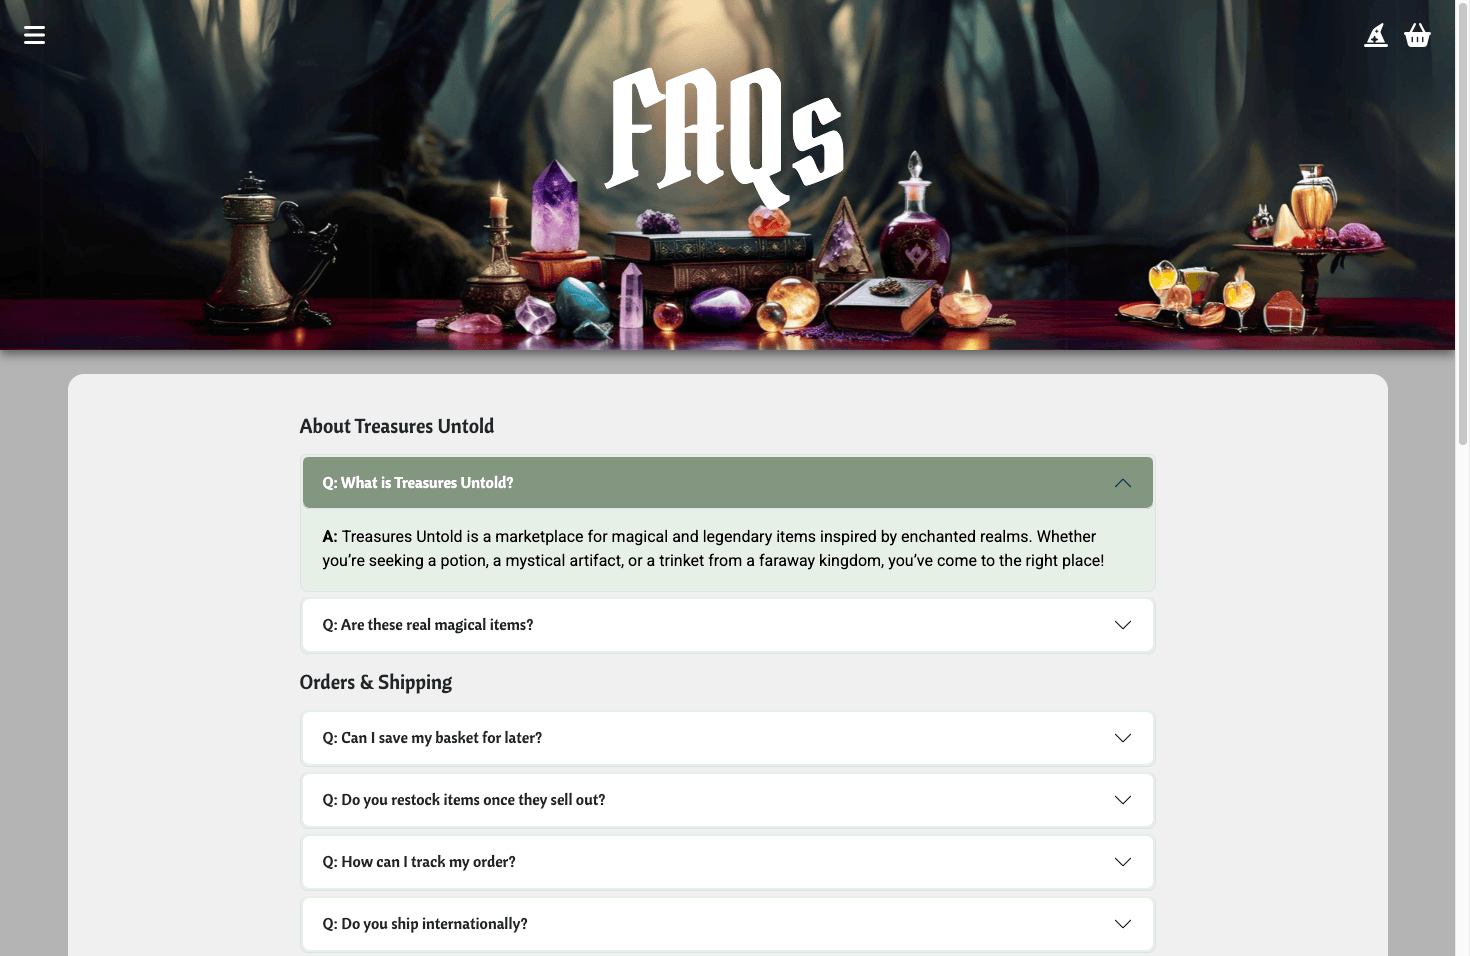 FAQs
About Treasures Untold
Q: What is Treasures Untold?
A: Treasures Untold is a marketplace for magical and legendary items inspired by enchanted realms. Whether
you’re seeking a potion, a mystical artifact, or a trinket from a faraway kingdom, you’ve come to the right place!
Q: Are these real magical items?
Orders & Shipping
Q: Can I save my basket for later?
Q: Do you restock items once they sell out?
Q: How can I track my order?
Q: Do you ship internationally?